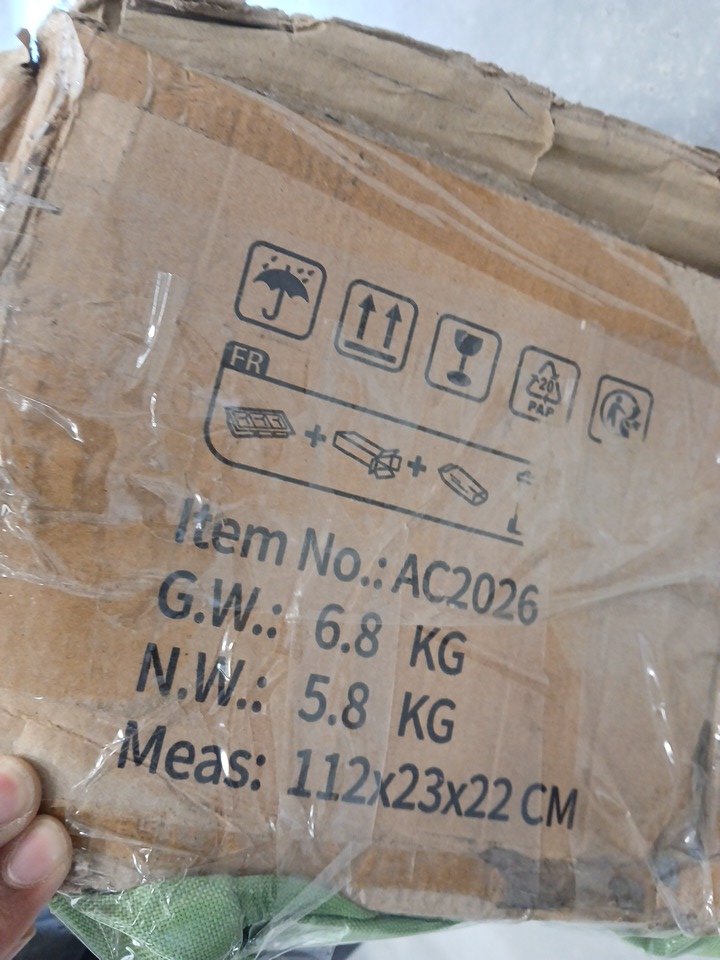 20
PAP
FR
+ +
Item No.: AC2026
G.W.: 6.8 KG
N.W.: 5.8 KG
Meas: 112x23x22 CM